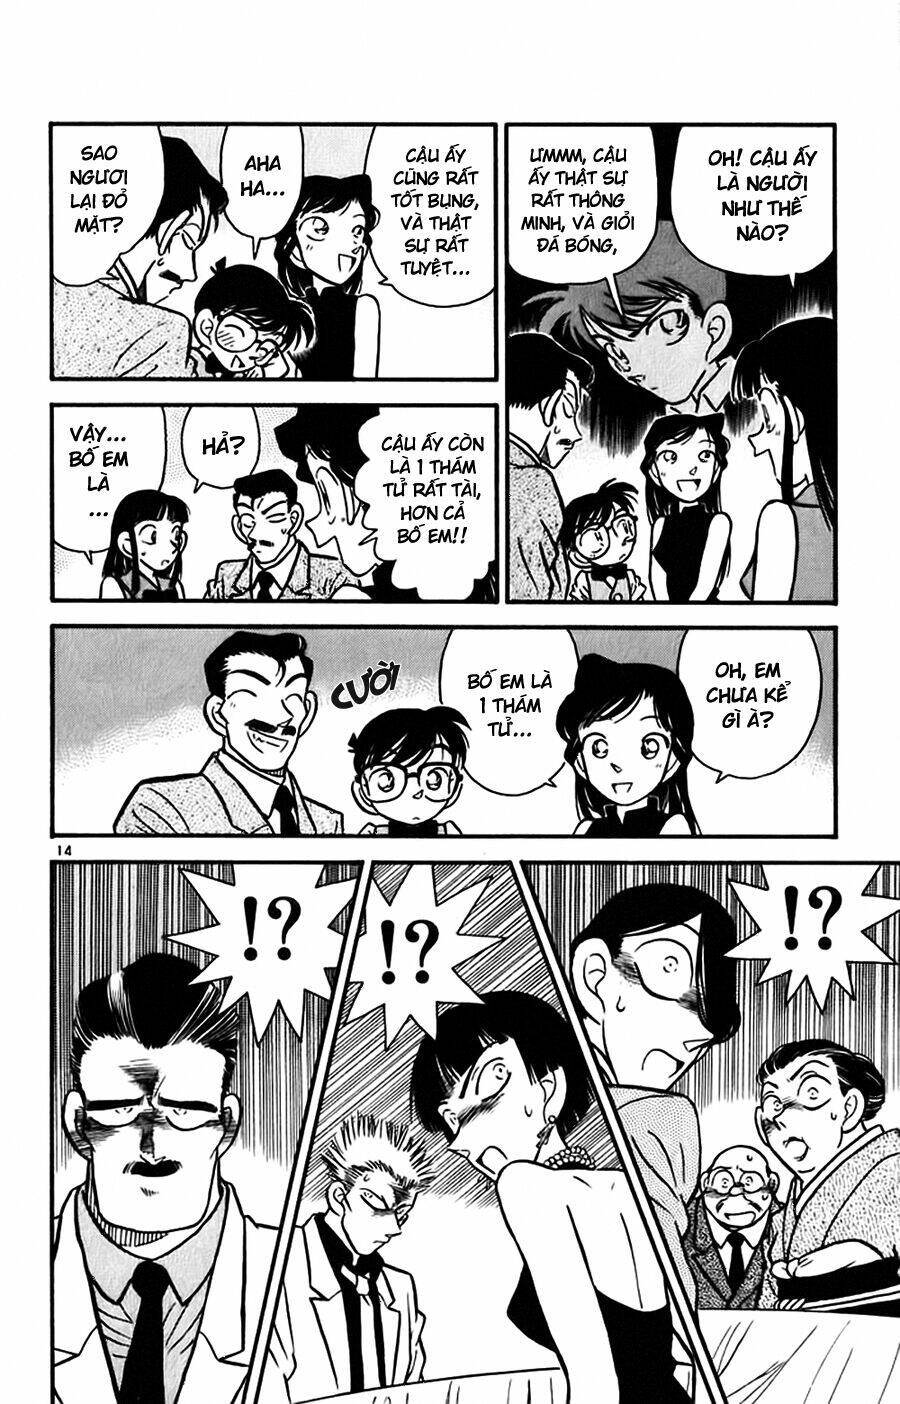 OH! CẬU ẤY
LÀ NGƯỜI
NHƯ THẾ
NÀO?
ƯMMM, CẬU
ẤY THẬT SỰ
RẤT THÔNG
MINH, VÀ GIỎI
ĐÁ BÓNG,
CẬU ẤY
CŨNG RẤT
TỐT BỤNG,
VÀ THẬT
SỰ RẤT
TUYỆT...
AHA
HA...
SAO
NGƯƠI
LẠI ĐỎ
MẶT?
CẬU ẤY CÒN
LÀ 1 THÁM
TỬ RẤT TÀI,
HƠN CẢ
BỐ EM!!
HẢ?
VẬY...
BỐ EM
LÀ
...
OH, EM
CHƯA KỂ
GÌ À?
BỐ EM LÀ
1 THÁM
TỬ...
CƯỜI
14
!?
!?
!?